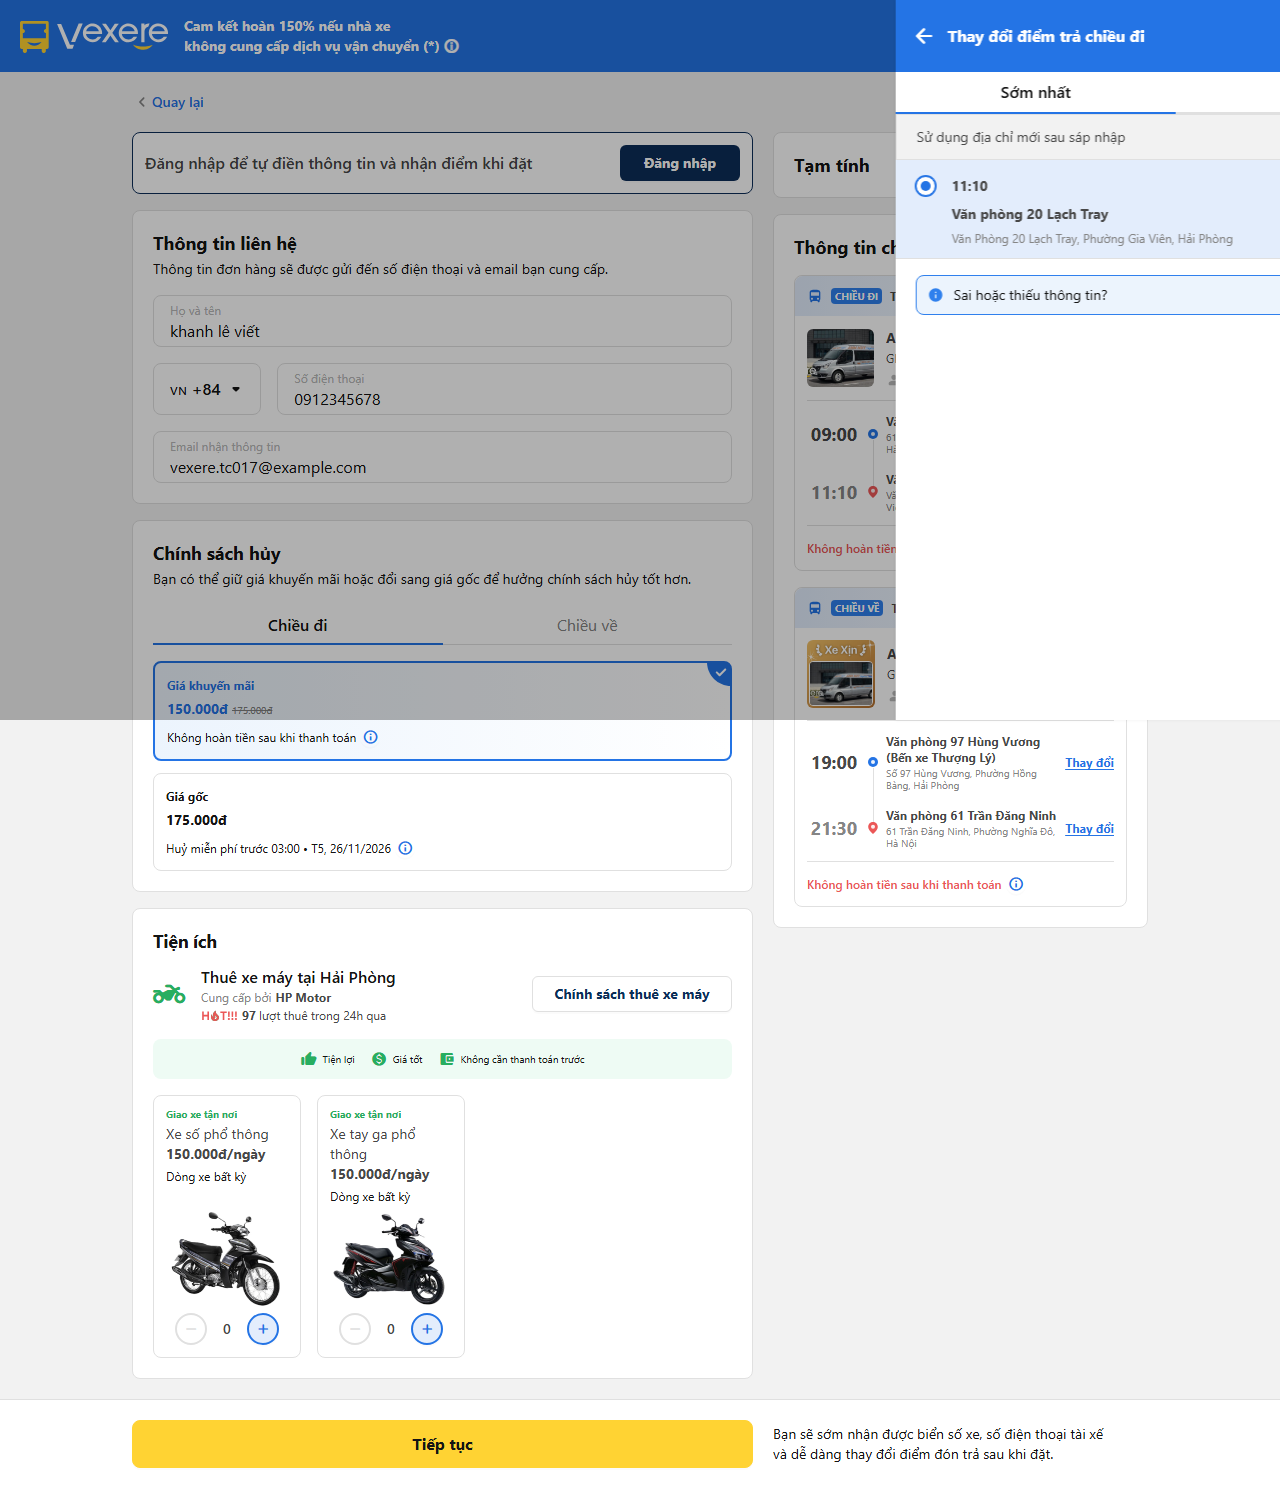 vexere
Cam kết hoàn 150% nếu nhà xe
không cung cấp dịch vụ vận chuyển (*)
Thay đổi điểm trả chiều đi
Sớm nhất
Sử dụng địa chỉ mới sau sáp nhập
11:10
Văn phòng 20 Lạch Tray
Văn Phòng 20 Lạch Tray, Phường Gia Viên, Hải Phòng
Sai hoặc thiếu thông tin?
Quay lại
Đăng nhập để tự điền thông tin và nhận điểm khi đặt
Đăng nhập
Thông tin liên hệ
Thông tin đơn hàng sẽ được gửi đến số điện thoại và email bạn cung cấp.
Họ và tên
khanh lê viết
VN +84
Số điện thoại
0912345678
Email nhận thông tin
vexere.tc017@example.com
Chính sách hủy
Bạn có thể giữ giá khuyến mãi hoặc đổi sang giá gốc để hưởng chính sách hủy tốt hơn.
Chiều đi
Chiều về
Giá khuyến mãi
150.000đ 175.000đ
Không hoàn tiền sau khi thanh toán
Giá gốc
175.000đ
Huỷ miễn phí trước 03:00 • T5, 26/11/2026
Tiện ích
Thuê xe máy tại Hải Phòng
Cung cấp bởi HP Motor
HOT!!! 97 lượt thuê trong 24h qua
Chính sách thuê xe máy
Tiện lợi
Giá tốt
Không cần thanh toán trước
Giao xe tận nơi
Xe số phổ thông
150.000đ/ngày
Dòng xe bất kỳ
0
Giao xe tận nơi
Xe tay ga phổ
thông
150.000đ/ngày
Dòng xe bất kỳ
0
Tạm tính
Thông tin
CHIỀU ĐI
09:00
11:10
Không hoàn tiền
CHIỀU VỀ
Xe Xịn
19:00
Văn phòng 97 Hùng Vương
(Bến xe Thượng Lý)
Số 97 Hùng Vương, Phường Hồng
Bàng, Hải Phòng
Thay đổi
21:30
Văn phòng 61 Trần Đăng Ninh
61 Trần Đăng Ninh, Phường Nghĩa Đô,
Hà Nội
Thay đổi
Không hoàn tiền sau khi thanh toán
Tiếp tục
Bạn sẽ sớm nhận được biển số xe, số điện thoại tài xế
và dễ dàng thay đổi điểm đón trả sau khi đặt.